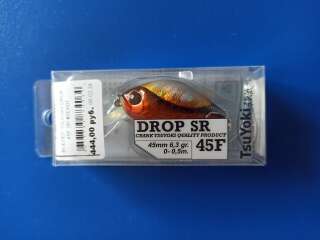 DROP SR
CRANK TSUYOKI QUALITY PRODUCT
45mm 6,3 gr.
0- 0,5m.
45F
TsuYoki
444,00 руб.